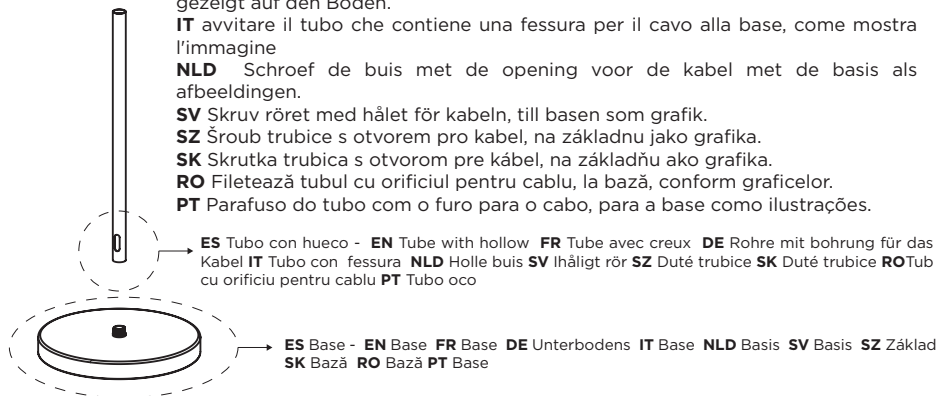 gezeigt auf den Boden.
IT avvitare il tubo che contiene una fessura per il cavo alla base, come mostra
l'immagine
NLD Schroef de buis met de opening voor de kabel met de basis als
afbeeldingen.
SV Skruv röret med hålet för kabeln, till basen som grafik.
SZ Šroub trubice s otvorem pro kabel, na základnu jako grafika.
SK Skrutka trubica s otvorom pre kábel, na základňu ako grafika.
RO Filetează tubul cu orificiul pentru cablu, la bază, conform graficelor.
PT Parafuso do tubo com o furo para o cabo, para a base como ilustrações.
ES Tubo con hueco - EN Tube with hollow FR Tube avec creux DE Rohre mit bohrung für das
Kabel IT Tubo con fessura NLD Holle buis SV Ihåligt rör SZ Duté trubice SK Duté trubice ROTub
cu orificiu pentru cablu PT Tubo oco
ES Base - EN Base FR Base DE Unterbodens IT Base NLD Basis SV Basis SZ Základ
SK Bază RO Bază PT Base